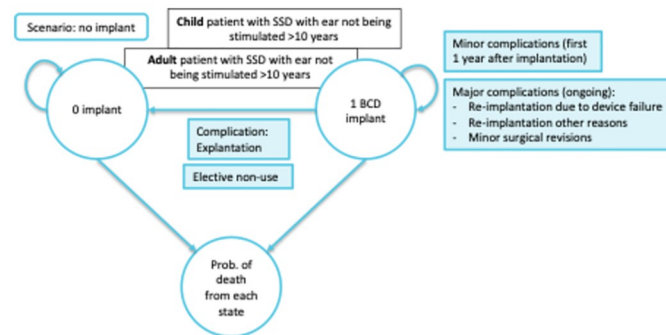 Scenario: no implant
Child patient with SSD with ear not being
stimulated >10 years
Adult patient with SSD with ear not
being stimulated >10 years
0 implant
1 BCD
implant
Minor complications (first
1 year after implantation)
Major complications (ongoing):
- Re-implantation due to device failure
- Re-implantation other reasons
- Minor surgical revisions
Complication:
Explantation
Elective non-use
Prob. of
death
from each
state